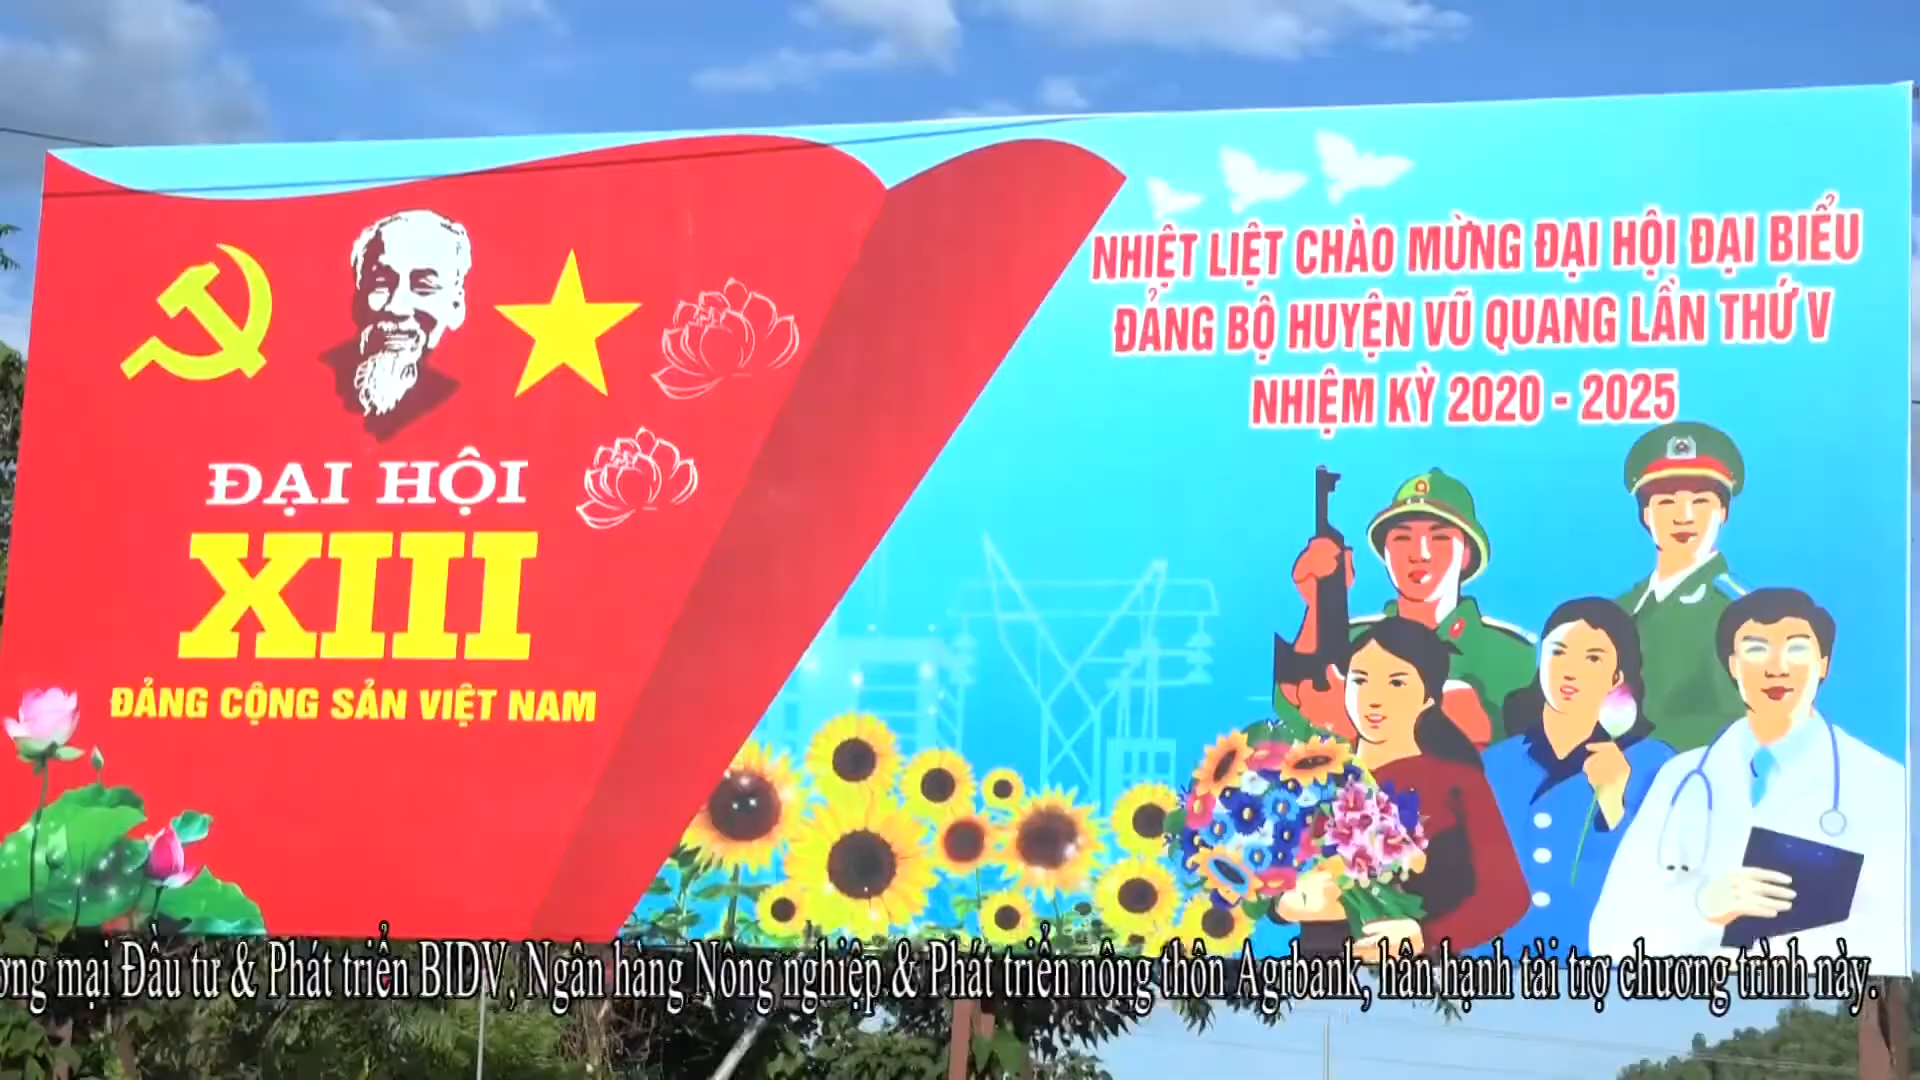 NHIỆT LIỆT CHÀO MỪNG ĐẠI HỘI ĐẠI BIỂU
ĐẢNG BỘ HUYỆN VŨ QUANG LẦN THỨ V
NHIỆM KỲ 2020 - 2025
ĐẠI HỘI
XIII
ĐẢNG CỘNG SẢN VIỆT NAM
mại Đầu tư & Phát triển BIDV, Ngân hàng Nông nghiệp & Phát triển nông thôn Agrbank, hân hạnh tài trợ chương trình này.